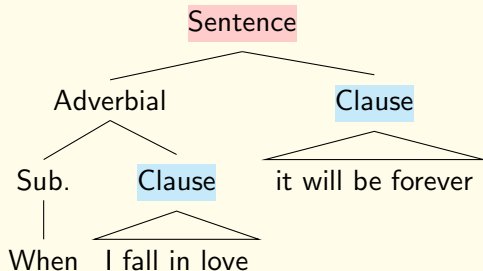 Sentence
Adverbial Clause
Sub. Clause it will be forever
When I fall in love